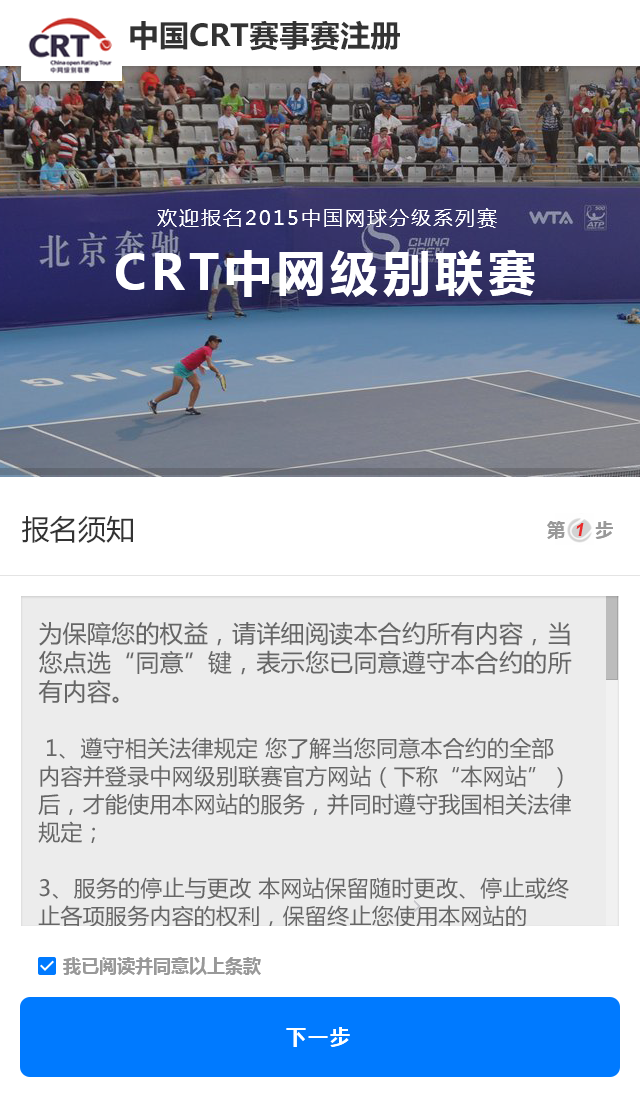 CRT
China open Rating Tour
中网级别联赛
中国CRT赛事赛注册
欢迎报名2015中国网球分级系列赛
WTA
500
ATP
北京奔驰
CHINA
OPEN
CRT中网级别联赛
BEIJING
报名须知
第1步
为保障您的权益，请详细阅读本合约所有内容，当
您点选“同意”键，表示您已同意遵守本合约的所
有内容。
1、遵守相关法律规定 您了解当您同意本合约的全部
内容并登录中网级别联赛官方网站（下称“本网站”）
后，才能使用本网站的服务，并同时遵守我国相关法律
规定；
3、服务的停止与更改 本网站保留随时更改、停止或终
止各项服务内容的权利，保留终止您使用本网站的
我已阅读并同意以上条款
下一步